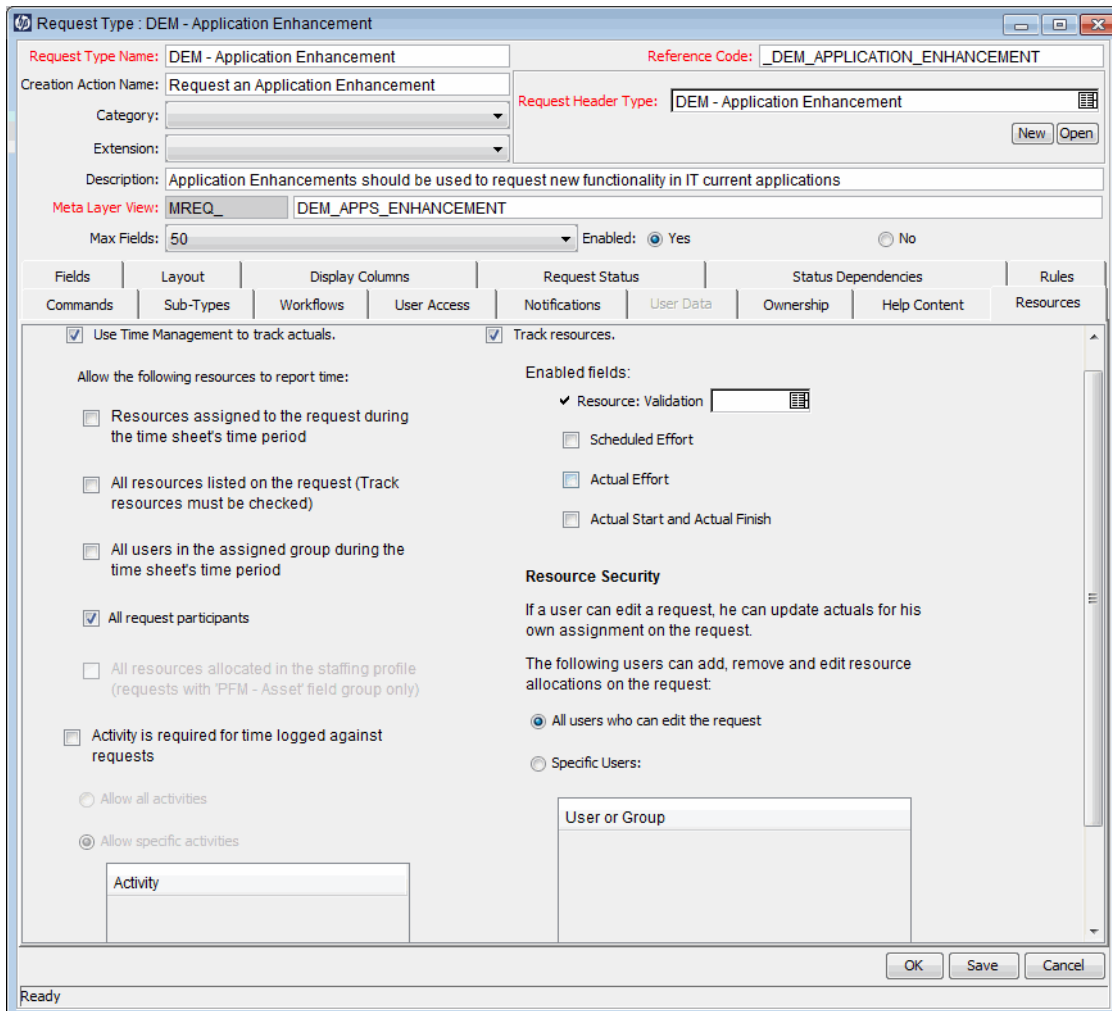 Request Type : DEM - Application Enhancement
Request Type Name: DEM - Application Enhancement
Reference Code: _DEM_APPLICATION_ENHANCEMENT
Creation Action Name: Request an Application Enhancement
Request Header Type: DEM - Application Enhancement
Category:
New Open
Extension:
Description: Application Enhancements should be used to request new functionality in IT current applications
Meta Layer View: MREQ_ DEM_APPS_ENHANCEMENT
Max Fields: 50 Enabled: Yes No
Fields Layout Display Columns Request Status Status Dependencies Rules
Commands Sub-Types Workflows User Access Notifications User Data Ownership Help Content Resources
Use Time Management to track actuals.
Allow the following resources to report time:
Resources assigned to the request during
the time sheet's time period
All resources listed on the request (Track
resources must be checked)
All users in the assigned group during the
time sheet's time period
All request participants
All resources allocated in the staffing profile
(requests with 'PFM - Asset' field group only)
Activity is required for time logged against
requests
Allow all activities
Allow specific activities
Activity
Track resources.
Enabled fields:
Resource: Validation
Scheduled Effort
Actual Effort
Actual Start and Actual Finish
Resource Security
If a user can edit a request, he can update actuals for his
own assignment on the request.
The following users can add, remove and edit resource
allocations on the request:
All users who can edit the request
Specific Users:
User or Group
OK Save Cancel
Ready